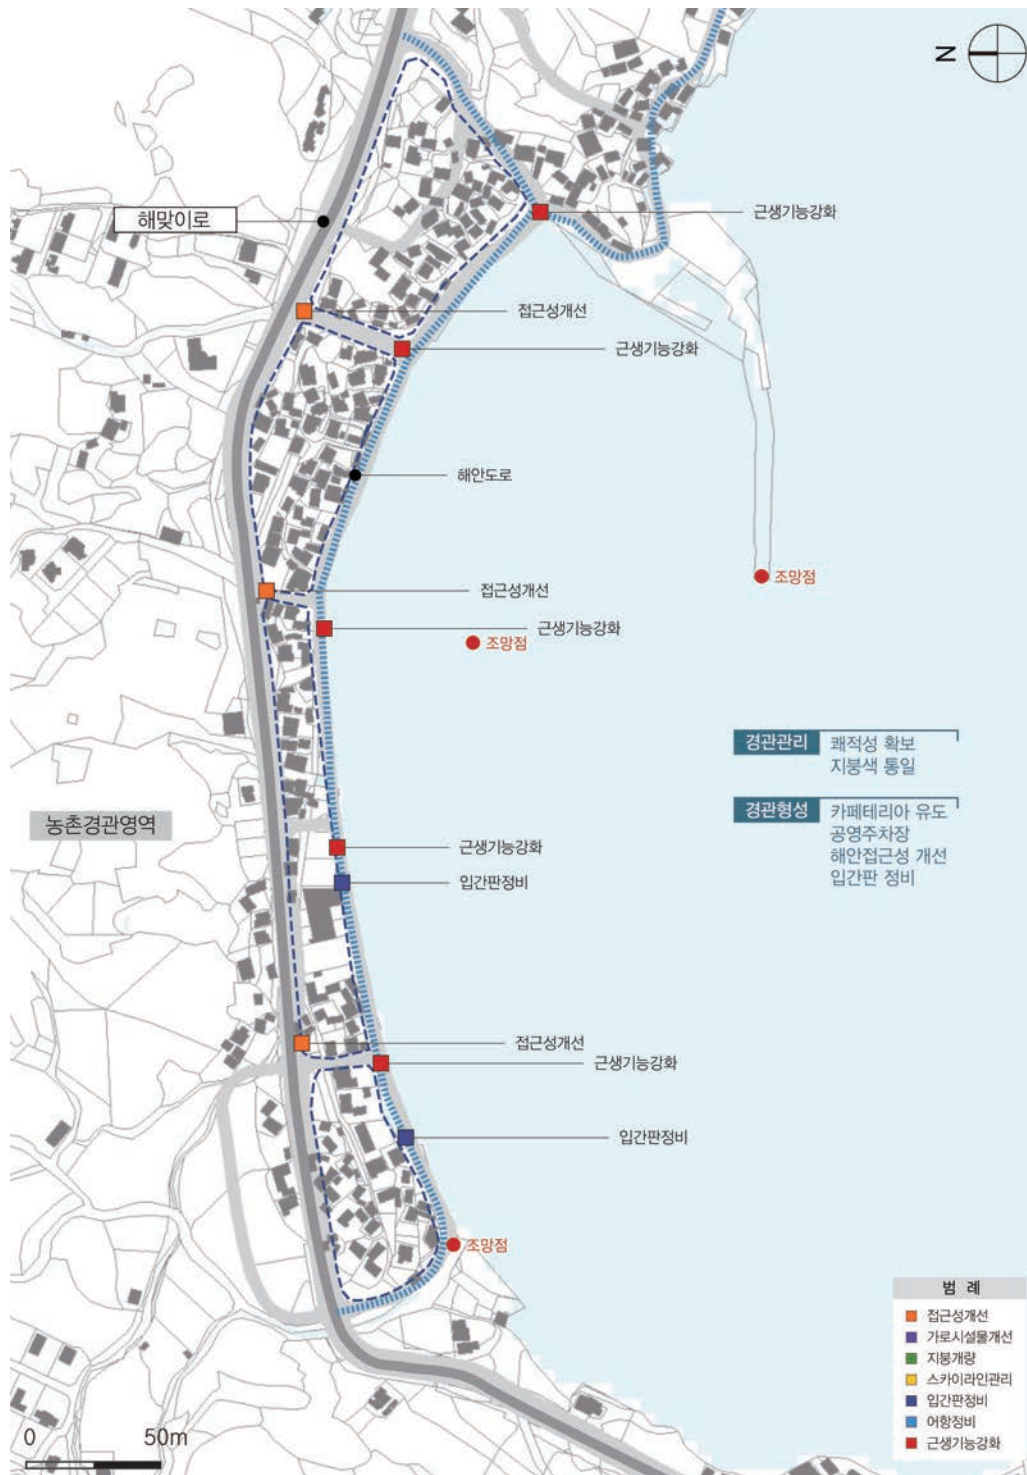 N
해맞이로
근생기능강화
접근성개선
근생기능강화
해안도로
조망점
접근성개선
근생기능강화
조망점
경관관리 쾌적성 확보
지붕색 통일
경관형성 카페테리아 유도
공영주차장
해안접근성 개선
입간판 정비
농촌경관영역
근생기능강화
입간판정비
접근성개선
근생기능강화
입간판정비
조망점
범 례
접근성개선
가로시설물개선
지붕개량
스카이라인관리
입간판정비
어항정비
근생기능강화
0 50m